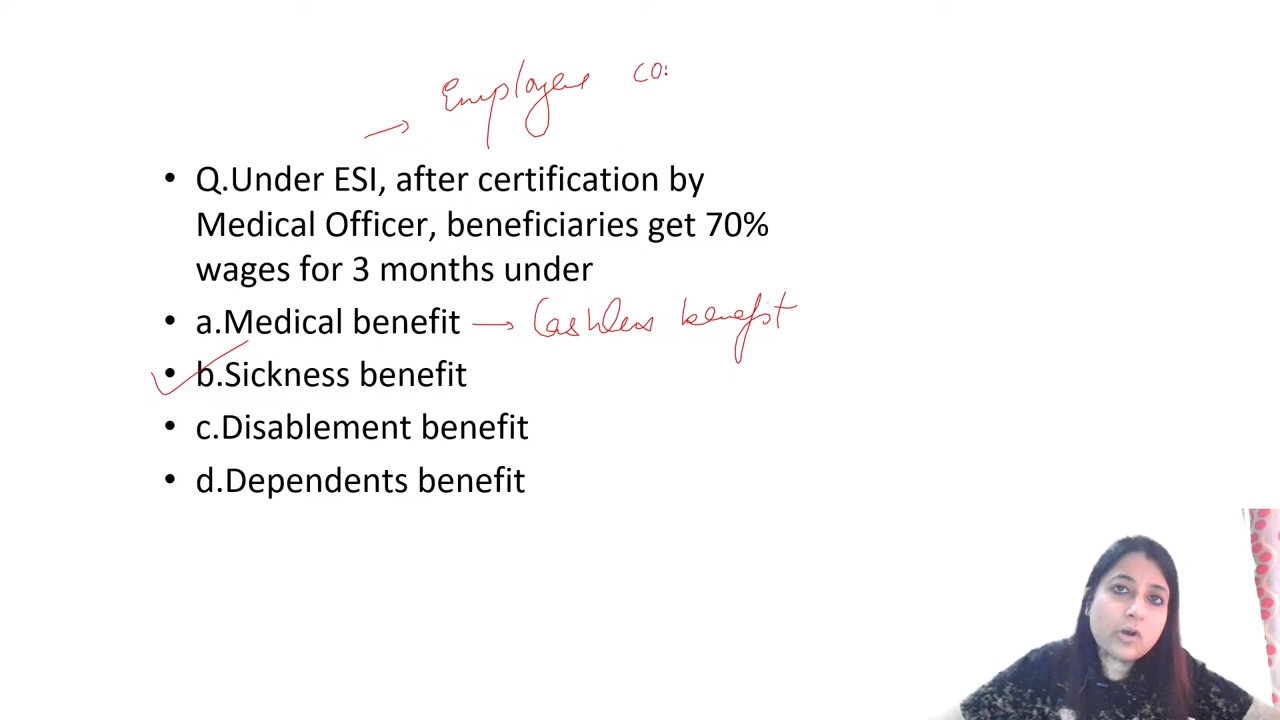 Employees co
• Q.Under ESI, after certification by
Medical Officer, beneficiaries get 70%
wages for 3 months under
• a.Medical benefit → Cashless benefit
• b.Sickness benefit
• c.Disablement benefit
• d.Dependents benefit